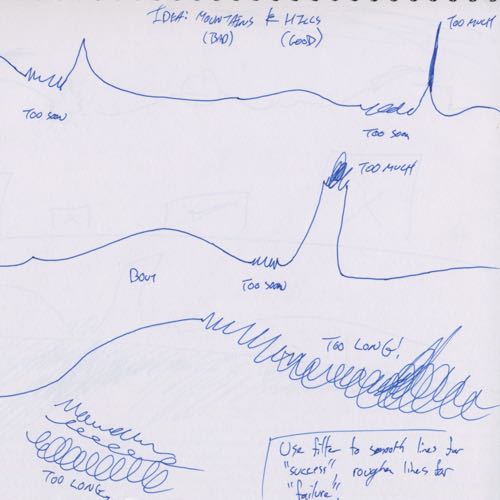 IDEA: MOUNTAINS & HILLS
(BAD) (GOOD)
TOO MUCH
TOO SOON
TOO SOON
TOO MUCH
BOUT
TOO SOON
TOO LONG!
TOO LONG
Use filter to smooth lines for
"success", rougher lines for
"failure".